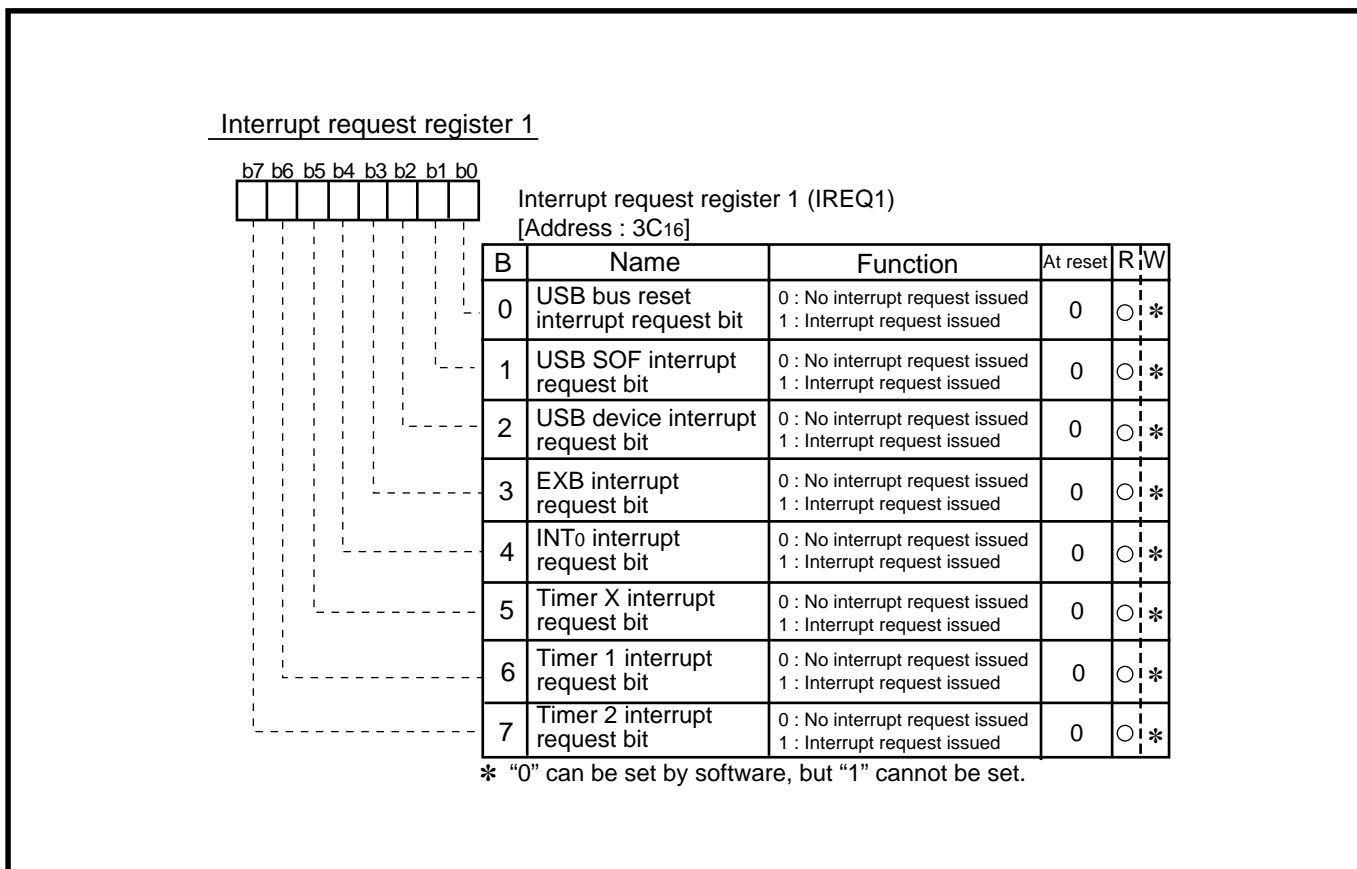 Interrupt request register 1
b7 b6 b5 b4 b3 b2 b1 b0
Interrupt request register 1 (IREQ1)
[Address : 3C16]
B Name Function At reset R W
0 USB bus reset interrupt request bit 0 : No interrupt request issued 1 : Interrupt request issued 0 ○ *
1 USB SOF interrupt request bit 0 : No interrupt request issued 1 : Interrupt request issued 0 ○ *
2 USB device interrupt request bit 0 : No interrupt request issued 1 : Interrupt request issued 0 ○ *
3 EXB interrupt request bit 0 : No interrupt request issued 1 : Interrupt request issued 0 ○ *
4 INT0 interrupt request bit 0 : No interrupt request issued 1 : Interrupt request issued 0 ○ *
5 Timer X interrupt request bit 0 : No interrupt request issued 1 : Interrupt request issued 0 ○ *
6 Timer 1 interrupt request bit 0 : No interrupt request issued 1 : Interrupt request issued 0 ○ *
7 Timer 2 interrupt request bit 0 : No interrupt request issued 1 : Interrupt request issued 0 ○ *
* “0” can be set by software, but “1” cannot be set.